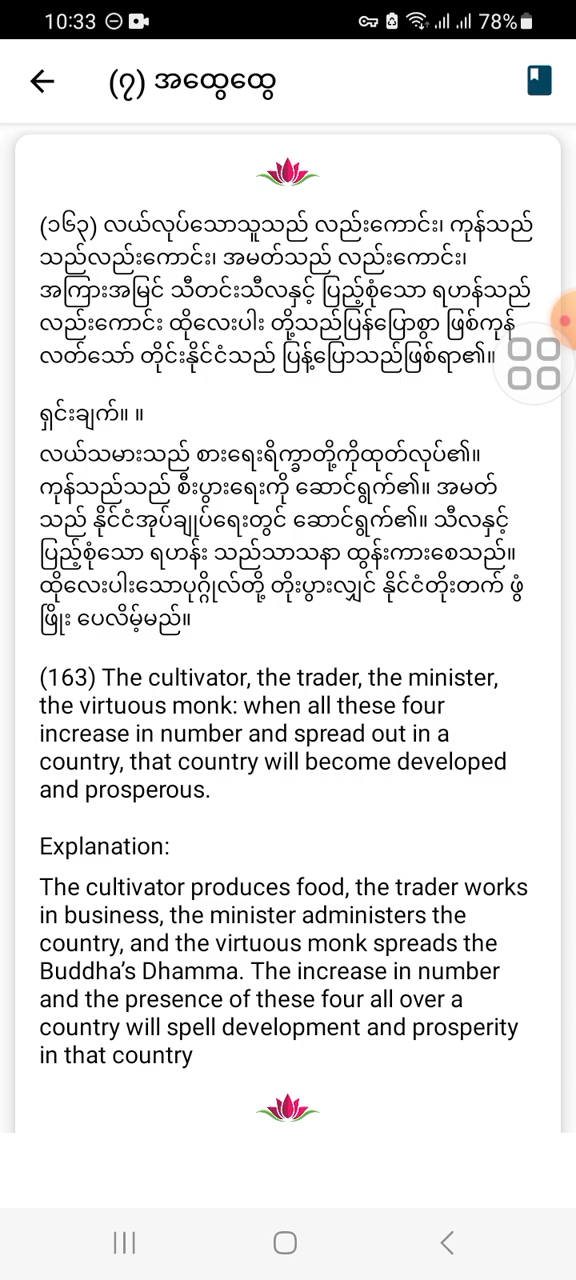 10:33
78%
(၇) အထွေထွေ
(၁၆၃) လယ်လုပ်သောသူသည် လည်းကောင်း၊ ကုန်သည်
သည်လည်းကောင်း၊ အမတ်သည် လည်းကောင်း၊
အကြားအမြင် သီတင်းသီလနှင့် ပြည့်စုံသော ရဟန်သည်
လည်းကောင်း ထိုလေးပါး တို့သည်ပြန်ပြောစွာ ဖြစ်ကုန်
လတ်သော် တိုင်းနိုင်ငံသည် ပြန့်ပြောသည်ဖြစ်ရာ၏။
ရှင်းချက်။ ။
လယ်သမားသည် စားရေးရိက္ခာတို့ကိုထုတ်လုပ်၏။
ကုန်သည်သည် စီးပွားရေးကို ဆောင်ရွက်၏။ အမတ်
သည် နိုင်ငံအုပ်ချုပ်ရေးတွင် ဆောင်ရွက်၏။ သီလနှင့်
ပြည့်စုံသော ရဟန်း သည်သာသနာ ထွန်းကားစေသည်။
ထိုလေးပါးသောပုဂ္ဂိုလ်တို့ တိုးပွားလျှင် နိုင်ငံတိုးတက် ဖွံ
ဖြိုး ပေလိမ့်မည်။
(163) The cultivator, the trader, the minister,
the virtuous monk: when all these four
increase in number and spread out in a
country, that country will become developed
and prosperous.
Explanation:
The cultivator produces food, the trader works
in business, the minister administers the
country, and the virtuous monk spreads the
Buddha’s Dhamma. The increase in number
and the presence of these four all over a
country will spell development and prosperity
in that country